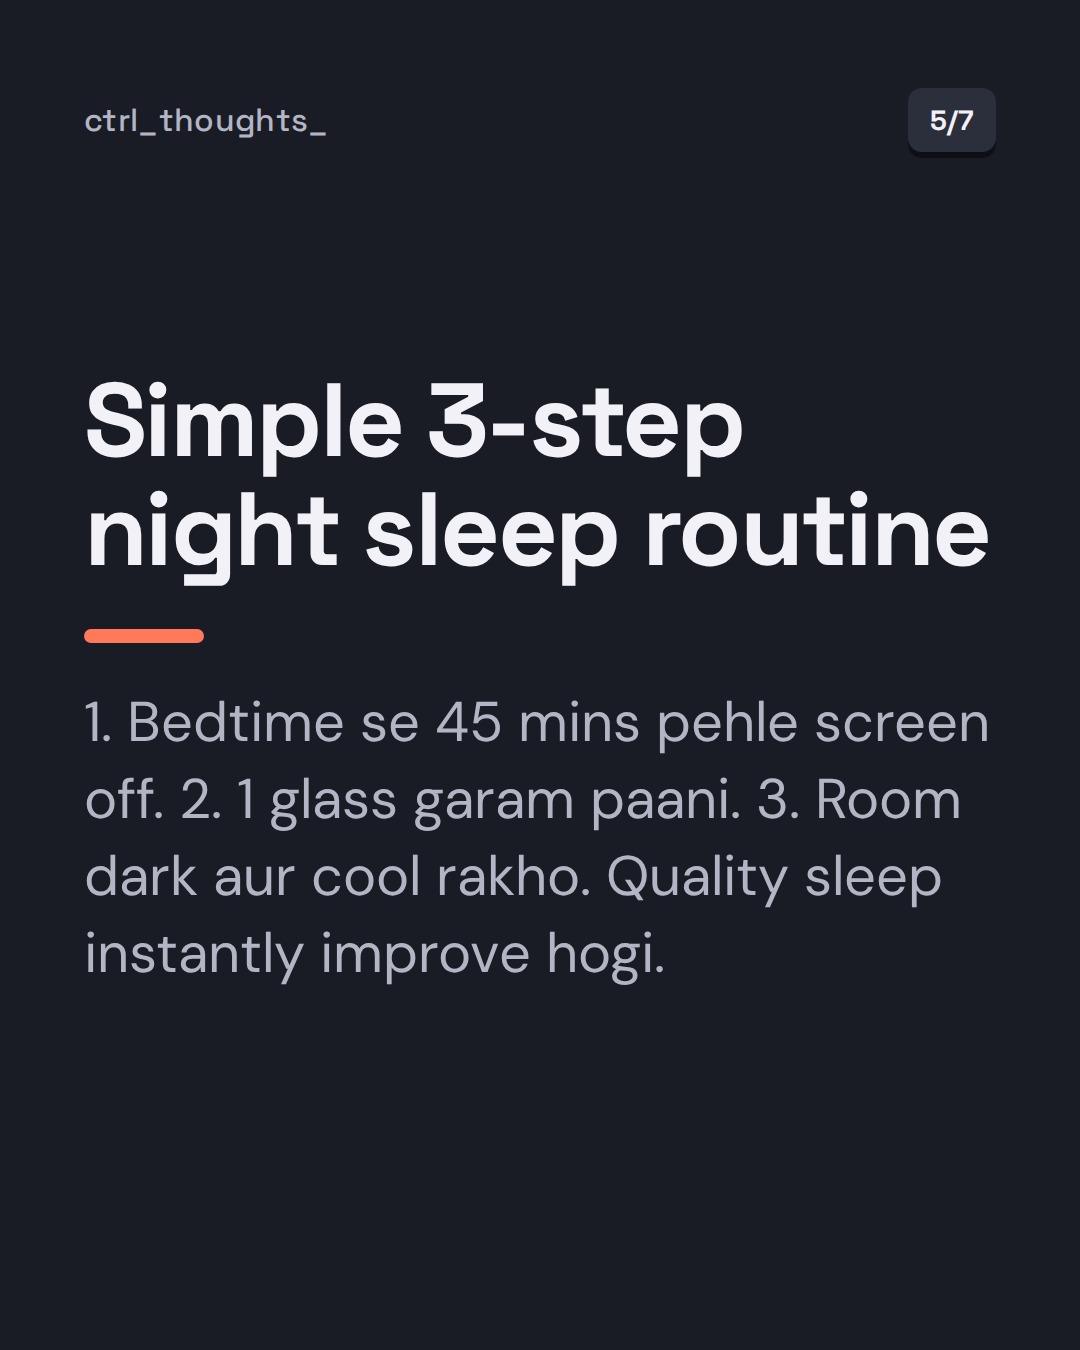 ctrl_thoughts_
5/7
Simple 3-step
night sleep routine
1. Bedtime se 45 mins pehle screen
off. 2. 1 glass garam paani. 3. Room
dark aur cool rakho. Quality sleep
instantly improve hogi.